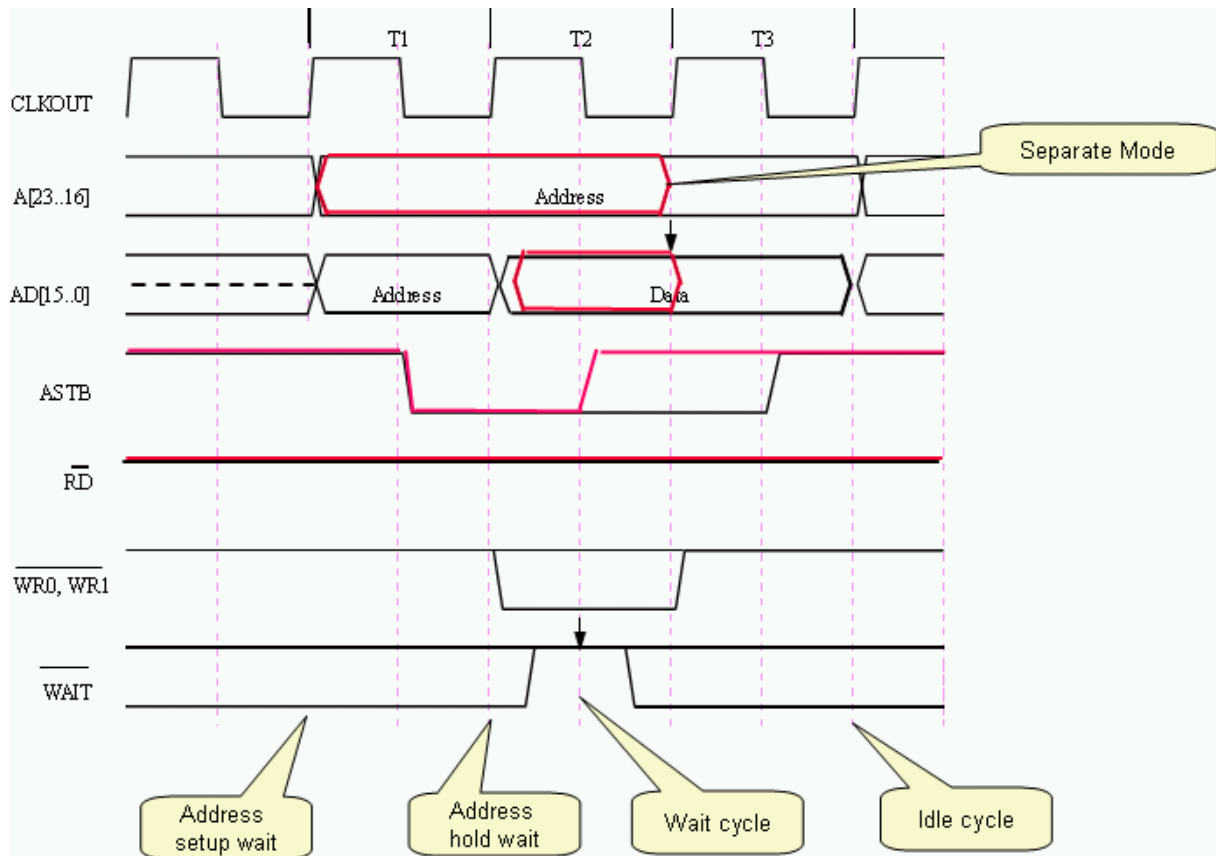 T1 T2 T3
CLKOUT
Separate Mode
A[23..16]
Address
AD[15..0]
Address
Data
ASTB
RD
WR0, WR1
WAIT
Address
setup wait
Address
hold wait
Wait cycle
Idle cycle